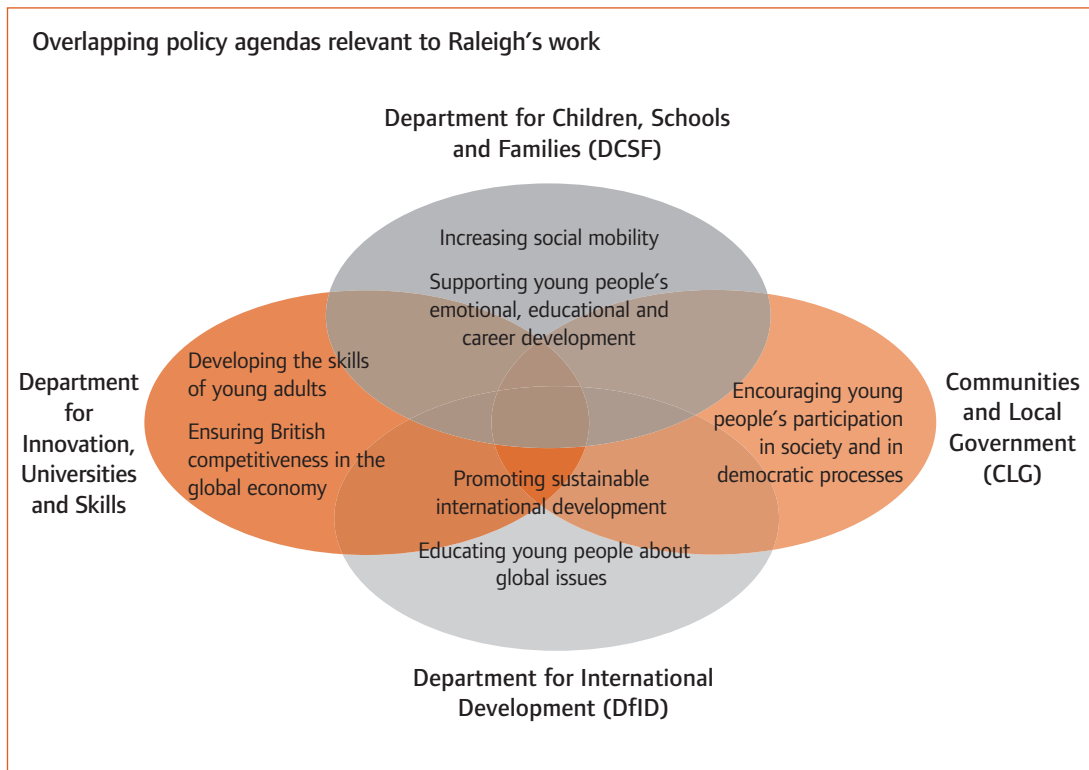 Overlapping policy agendas relevant to Raleigh's work
Department for Children, Schools
and Families (DCSF)
Increasing social mobility
Supporting young people's
emotional, educational and
career development
Department
for
Innovation,
Universities
and Skills
Developing the skills
of young adults
Ensuring British
competitiveness in the
global economy
Encouraging young
people's participation
in society and in
democratic processes
Communities
and Local
Government
(CLG)
Promoting sustainable
international development
Educating young people about
global issues
Department for International
Development (DfID)